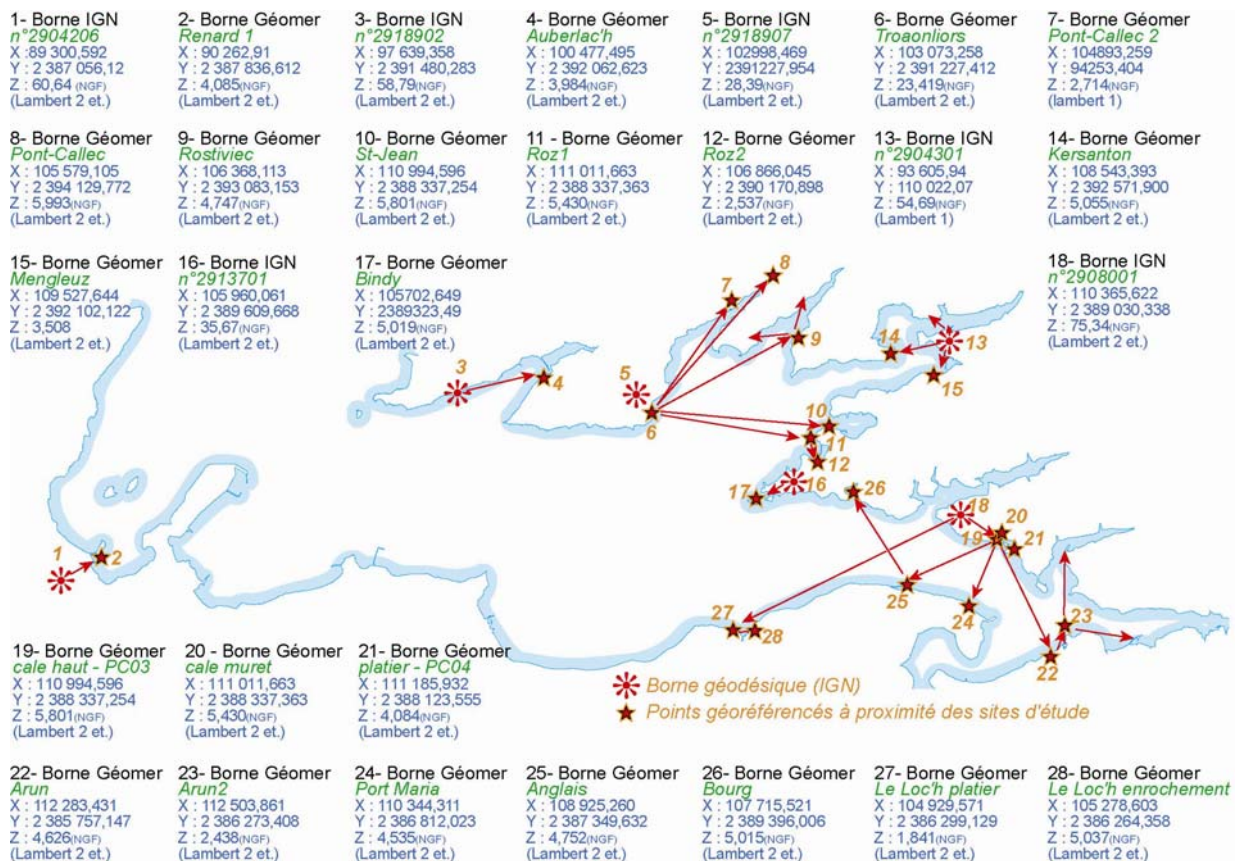 1- Borne IGN
n°2904206
X :89 300,592
Y : 2 387 056,12
Z : 60,64 (NGF)
(Lambert 2 et.)
2- Borne Géomer
Renard 1
X : 90 262,91
Y : 2 387 836,612
Z : 4,085(NGF)
(Lambert 2 et.)
3- Borne IGN
n°2918902
X : 97 639,358
Y : 2 391 480,283
Z : 58,79(NGF)
(Lambert 2 et.)
4- Borne Géomer
Auberlac'h
X : 100 477,495
Y : 2 392 062,623
Z : 3,984(NGF)
(Lambert 2 et.)
5- Borne IGN
n°2918907
X : 102998,469
Y : 2391227,954
Z : 28,39(NGF)
(Lambert 2 et.)
6- Borne Géomer
Troaonliors
X : 103 073,258
Y : 2 391 227,412
Z : 23,419(NGF)
(Lambert 2 et.)
7- Borne Géomer
Pont-Callec 2
X : 104893,259
Y : 94253,404
Z : 2,714(NGF)
(lambert 1)
8- Borne Géomer
Pont-Callec
X : 105 579,105
Y : 2 394 129,772
Z : 5,993(NGF)
(Lambert 2 et.)
9- Borne Géomer
Rostiviec
X : 106 368,113
Y : 2 393 083,153
Z : 4,747(NGF)
(Lambert 2 et.)
10- Borne Géomer
St-Jean
X : 110 994,596
Y : 2 388 337,254
Z : 5,801(NGF)
(Lambert 2 et.)
11 - Borne Géomer
Roz1
X : 111 011,663
Y : 2 388 337,363
Z : 5,430(NGF)
(Lambert 2 et.)
12- Borne Géomer
Roz2
X : 106 866,045
Y : 2 390 170,898
Z : 2,537(NGF)
(Lambert 2 et.)
13- Borne IGN
n°2904301
X : 93 605,94
Y : 110 022,07
Z : 54,69(NGF)
(Lambert 1)
14- Borne Géomer
Kersanton
X : 108 543,393
Y : 2 392 571,900
Z : 5,055(NGF)
(Lambert 2 et.)
15- Borne Géomer
Mengleuz
X : 109 527,644
Y : 2 392 102,122
Z : 3,508
(Lambert 2 et.)
16- Borne IGN
n°2913701
X : 105 960,061
Y : 2 389 609,668
Z : 35,67(NGF)
(Lambert 2 et.)
17- Borne Géomer
Bindy
X : 105702,649
Y : 2389323,49
Z : 5,019(NGF)
(Lambert 2 et.)
18- Borne IGN
n°2908001
X : 110 365,622
Y : 2 389 030,338
Z : 75,34(NGF)
(Lambert 2 et.)
8
7
9
14
13
3
5
4
15
6
10
11
12
16
17
26
18
20
19
21
1
2
25
24
23
27
28
22
19- Borne Géomer
cale haut - PC03
X : 110 994,596
Y : 2 388 337,254
Z : 5,801(NGF)
(Lambert 2 et.)
20 - Borne Géomer
cale muret
X : 111 011,663
Y : 2 388 337,363
Z : 5,430(NGF)
(Lambert 2 et.)
21- Borne Géomer
platier - PC04
X : 111 185,932
Y : 2 388 123,555
Z : 4,084(NGF)
(Lambert 2 et.)
Borne géodésique (IGN)
Points géoréférencés à proximité des sites d'étude
22- Borne Géomer
Arun
X : 112 283,431
Y : 2 385 757,147
Z : 4,626(NGF)
(Lambert 2 et.)
23- Borne Géomer
Arun2
X : 112 503,861
Y : 2 386 273,408
Z : 2,438(NGF)
(Lambert 2 et.)
24- Borne Géomer
Port Maria
X : 110 344,311
Y : 2 386 812,023
Z : 4,535(NGF)
(Lambert 2 et.)
25- Borne Géomer
Anglais
X : 108 925,260
Y : 2 387 349,632
Z : 4,752(NGF)
(Lambert 2 et.)
26- Borne Géomer
Bourg
X : 107 715,521
Y : 2 389 396,006
Z : 5,015(NGF)
(Lambert 2 et.)
27- Borne Géomer
Le Loc'h platier
X : 104 929,571
Y : 2 386 299,129
Z : 1,841(NGF)
(Lambert 2 et.)
28- Borne Géomer
Le Loc'h enrochement
X : 105 278,603
Y : 2 386 264,358
Z : 5,037(NGF)
(Lambert 2 et.)